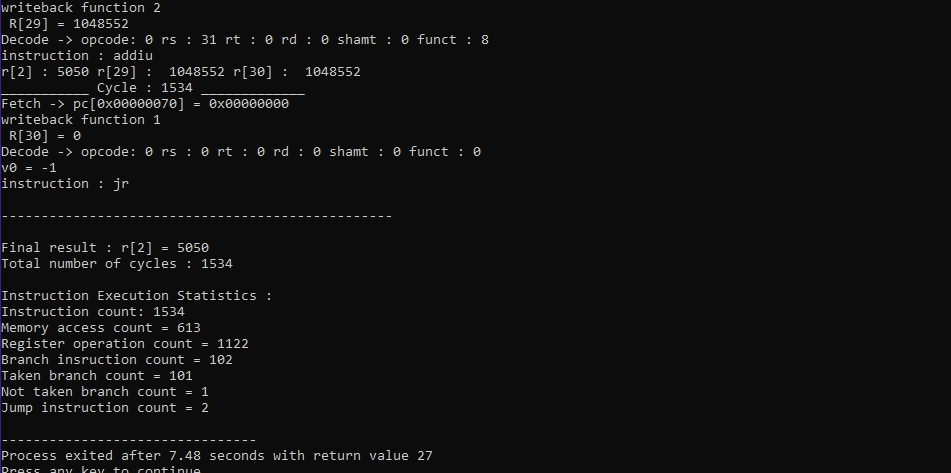 writeback function 2
R[29] = 1048552
Decode -> opcode: 0 rs : 31 rt : 0 rd : 0 shamt : 0 funct : 8
instruction : addiu
r[2] : 5050 r[29] :  1048552 r[30] :  1048552
___________ Cycle : 1534 _____________
Fetch -> pc[0x00000070] = 0x00000000
writeback function 1
R[30] = 0
Decode -> opcode: 0 rs : 0 rt : 0 rd : 0 shamt : 0 funct : 0
v0 = -1
instruction : jr
-------------------------------------------------
Final result : r[2] = 5050
Total number of cycles : 1534
Instruction Execution Statistics :
Instruction count: 1534
Memory access count = 613
Register operation count = 1122
Branch insruction count = 102
Taken branch count = 101
Not taken branch count = 1
Jump instruction count = 2
--------------------------------
Process exited after 7.48 seconds with return value 27
Press any key to continue